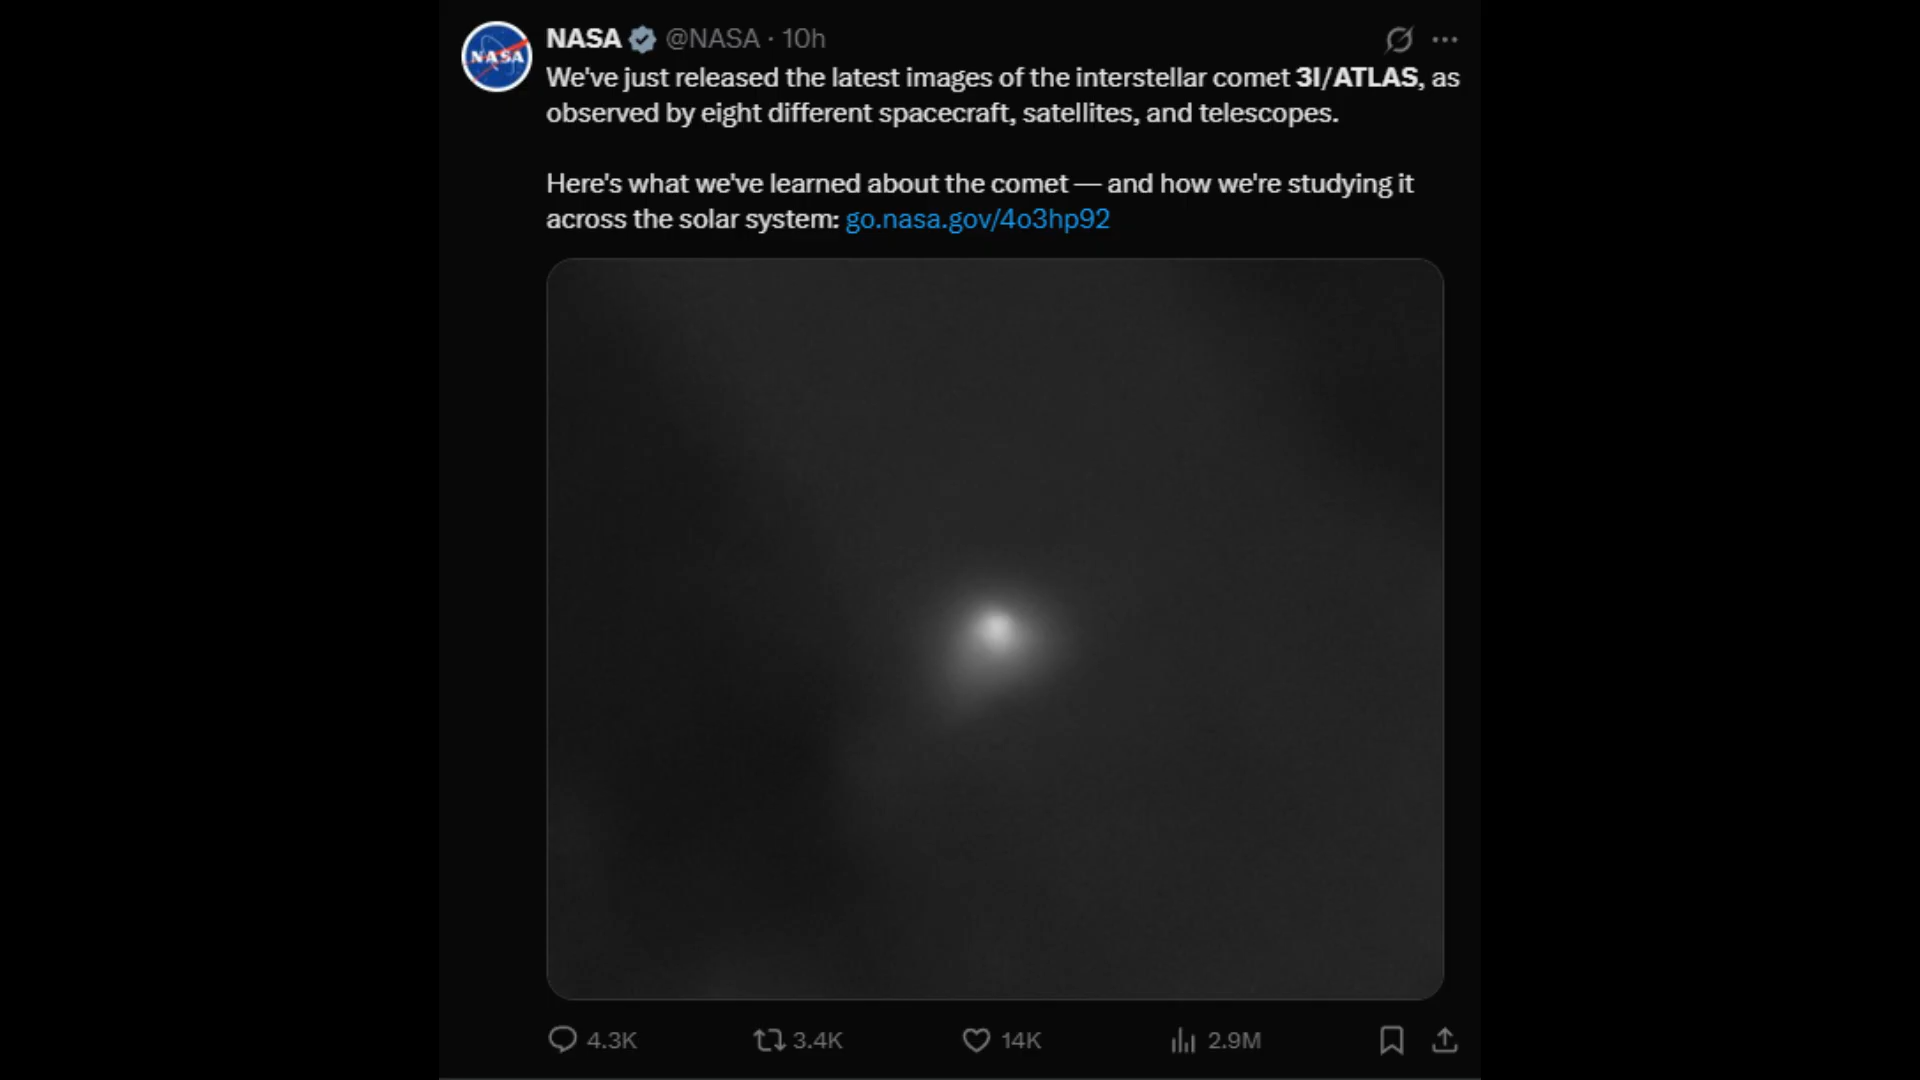 NASA @NASA · 10h
We've just released the latest images of the interstellar comet 3I/ATLAS, as
observed by eight different spacecraft, satellites, and telescopes.
Here's what we've learned about the comet — and how we're studying it
across the solar system: go.nasa.gov/4o3hp92
4.3K 3.4K 14K 2.9M
NASA